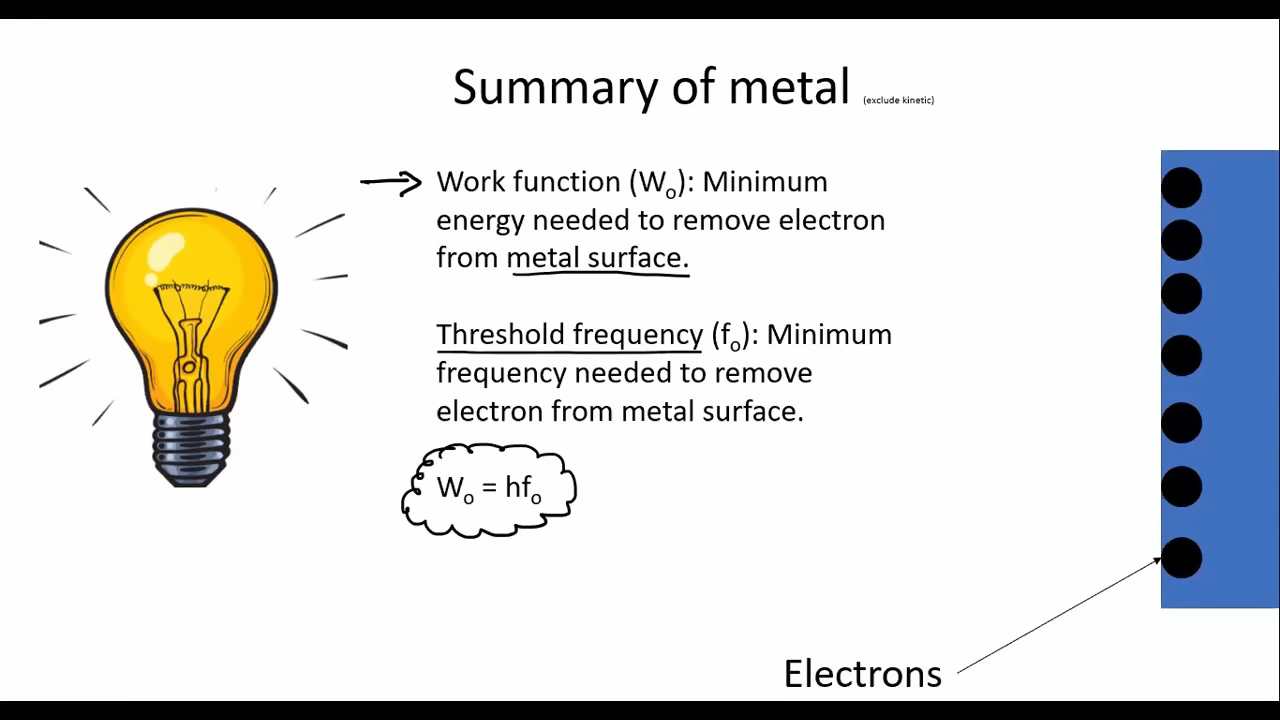 Summary of metal (exclude kinetic)
Work function (Wₒ): Minimum
energy needed to remove electron
from metal surface.
Threshold frequency (fₒ): Minimum
frequency needed to remove
electron from metal surface.
Wₒ = hfₒ
Electrons